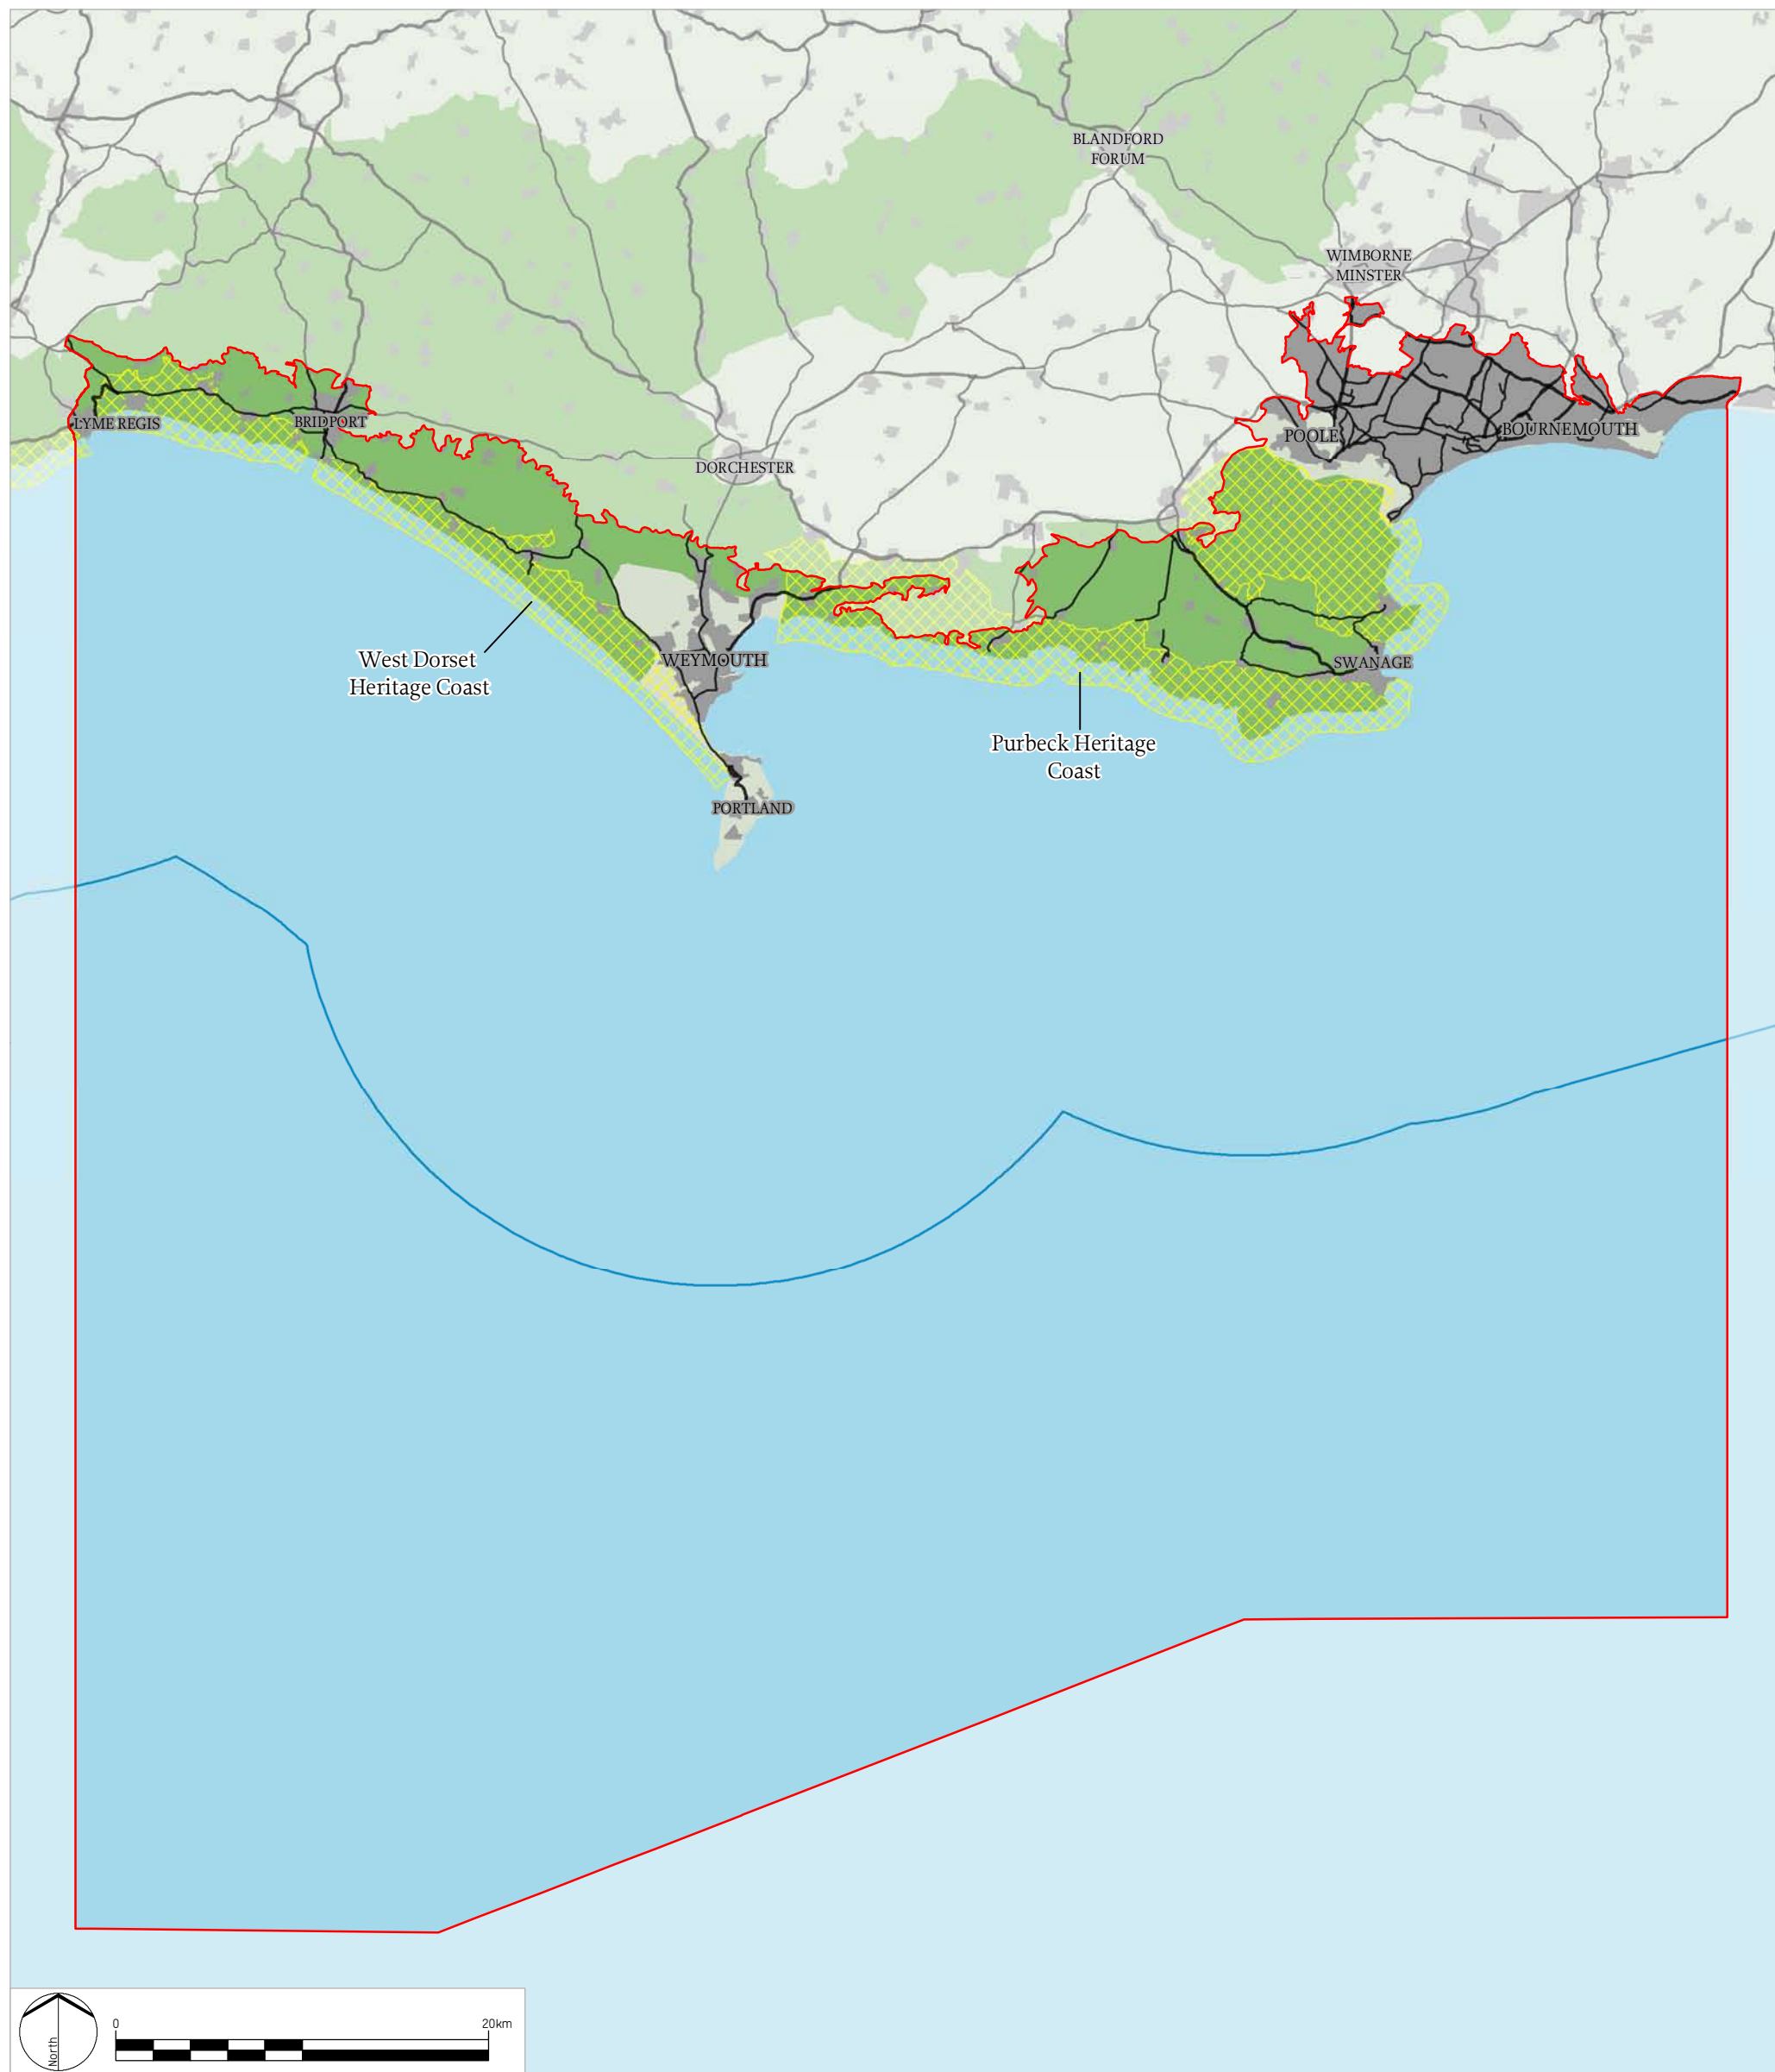 BLANDFORD
FORUM
WIMBORNE
MINSTER
LYME REGIS
BRIDPORT
POOLE
BOURNEMOUTH
DORCHESTER
West Dorset
Heritage Coast
WEYMOUTH
SWANAGE
Purbeck Heritage
Coast
PORTLAND
North
0
20km